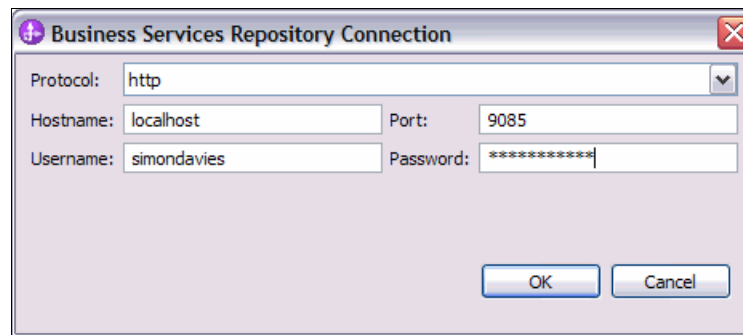 Business Services Repository Connection
Protocol: http
Hostname: localhost Port: 9085
Username: simondavies Password: ***********
OK Cancel